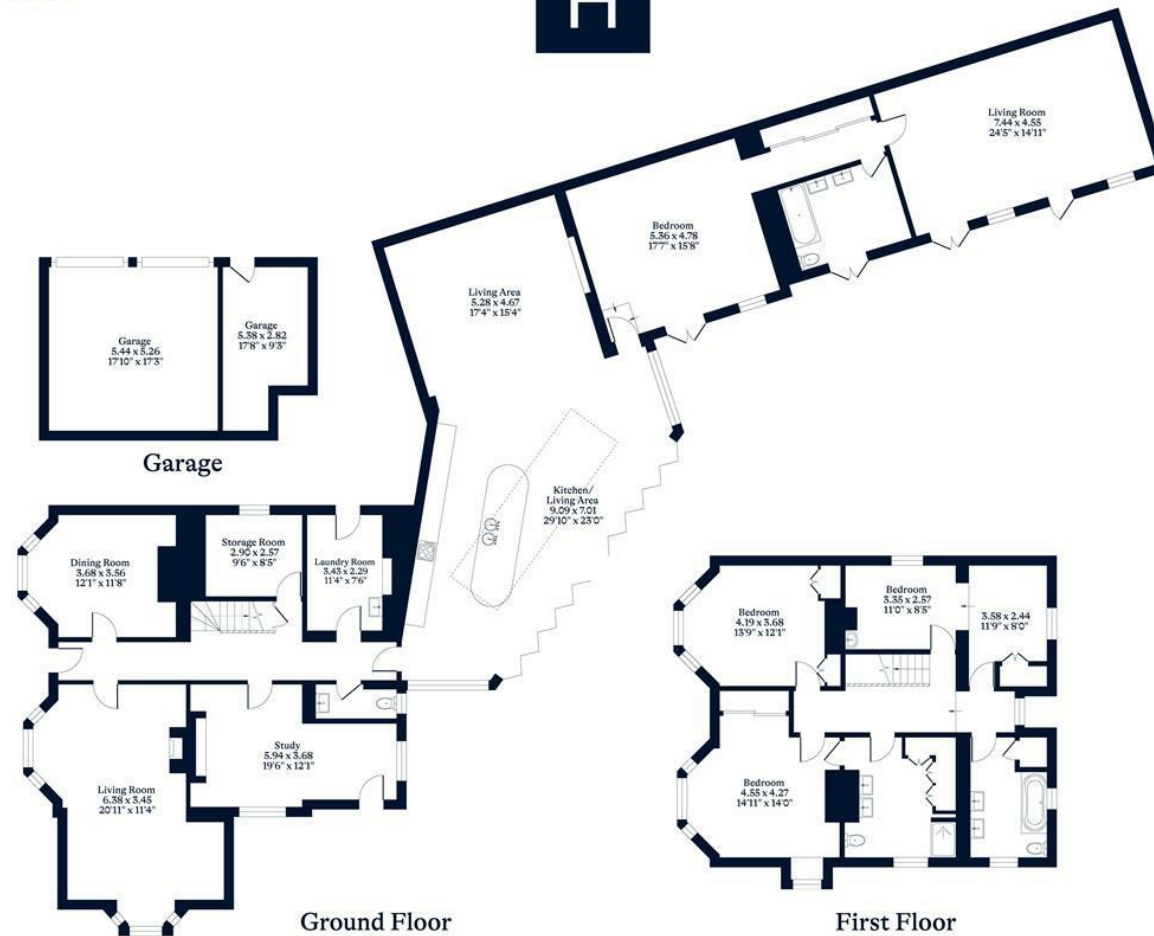 Living Room
7.44 x 4.55
24'5" x 14'11"
Bedroom
5.36 x 4.78
17'7" x 15'8"
Living Area
5.28 x 4.67
17'4" x 15'4"
Garage
5.44 x 5.26
17'10" x 17'3"
Garage
5.38 x 2.82
17'8" x 9'3"
Garage
Kitchen/
Living Area
9.09 x 7.01
29'10" x 23'0"
Dining Room
3.68 x 3.56
12'1" x 11'8"
Storage Room
2.90 x 2.57
9'6" x 8'5"
Laundry Room
3.43 x 2.29
11'4" x 7'6"
Study
5.94 x 3.68
19'6" x 12'1"
Living Room
6.38 x 3.45
20'11" x 11'4"
Ground Floor
Bedroom
4.19 x 3.68
13'9" x 12'1"
Bedroom
3.35 x 2.57
11'0" x 8'5"
3.58 x 2.44
11'9" x 8'0"
Bedroom
4.55 x 4.27
14'11" x 14'0"
First Floor